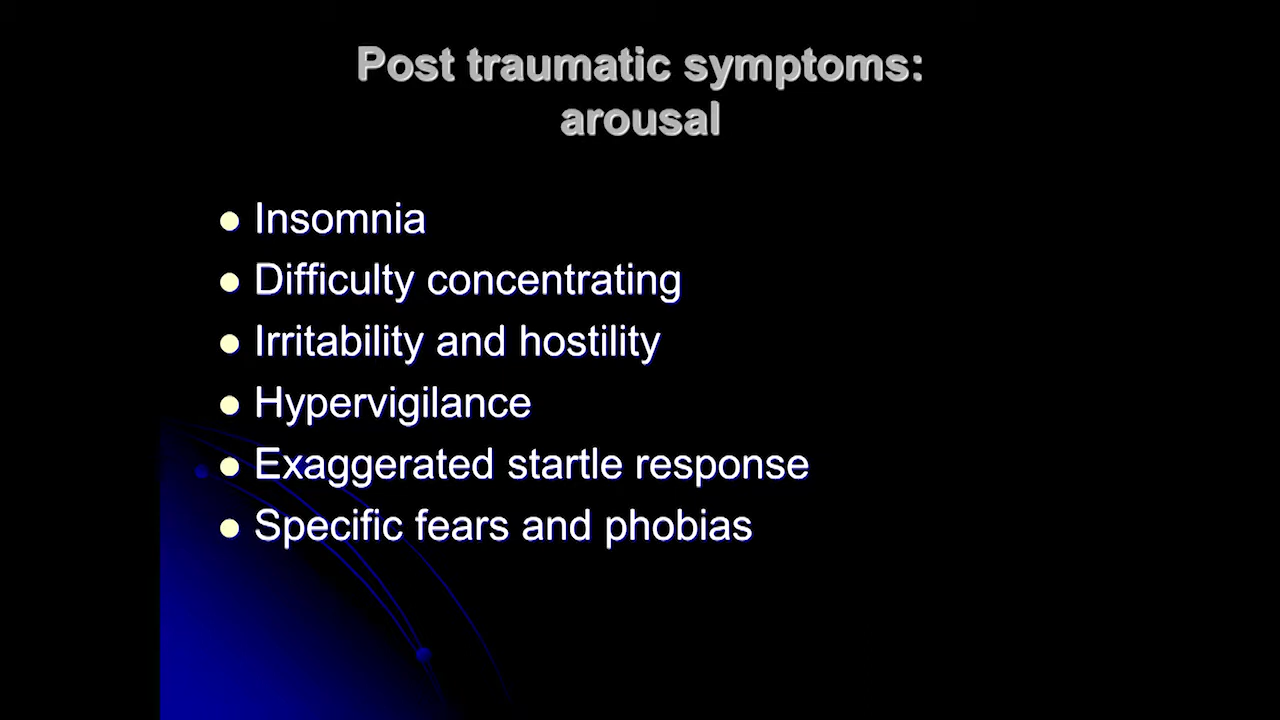 Post traumatic symptoms:
arousal
Insomnia
Difficulty concentrating
Irritability and hostility
Hypervigilance
Exaggerated startle response
Specific fears and phobias